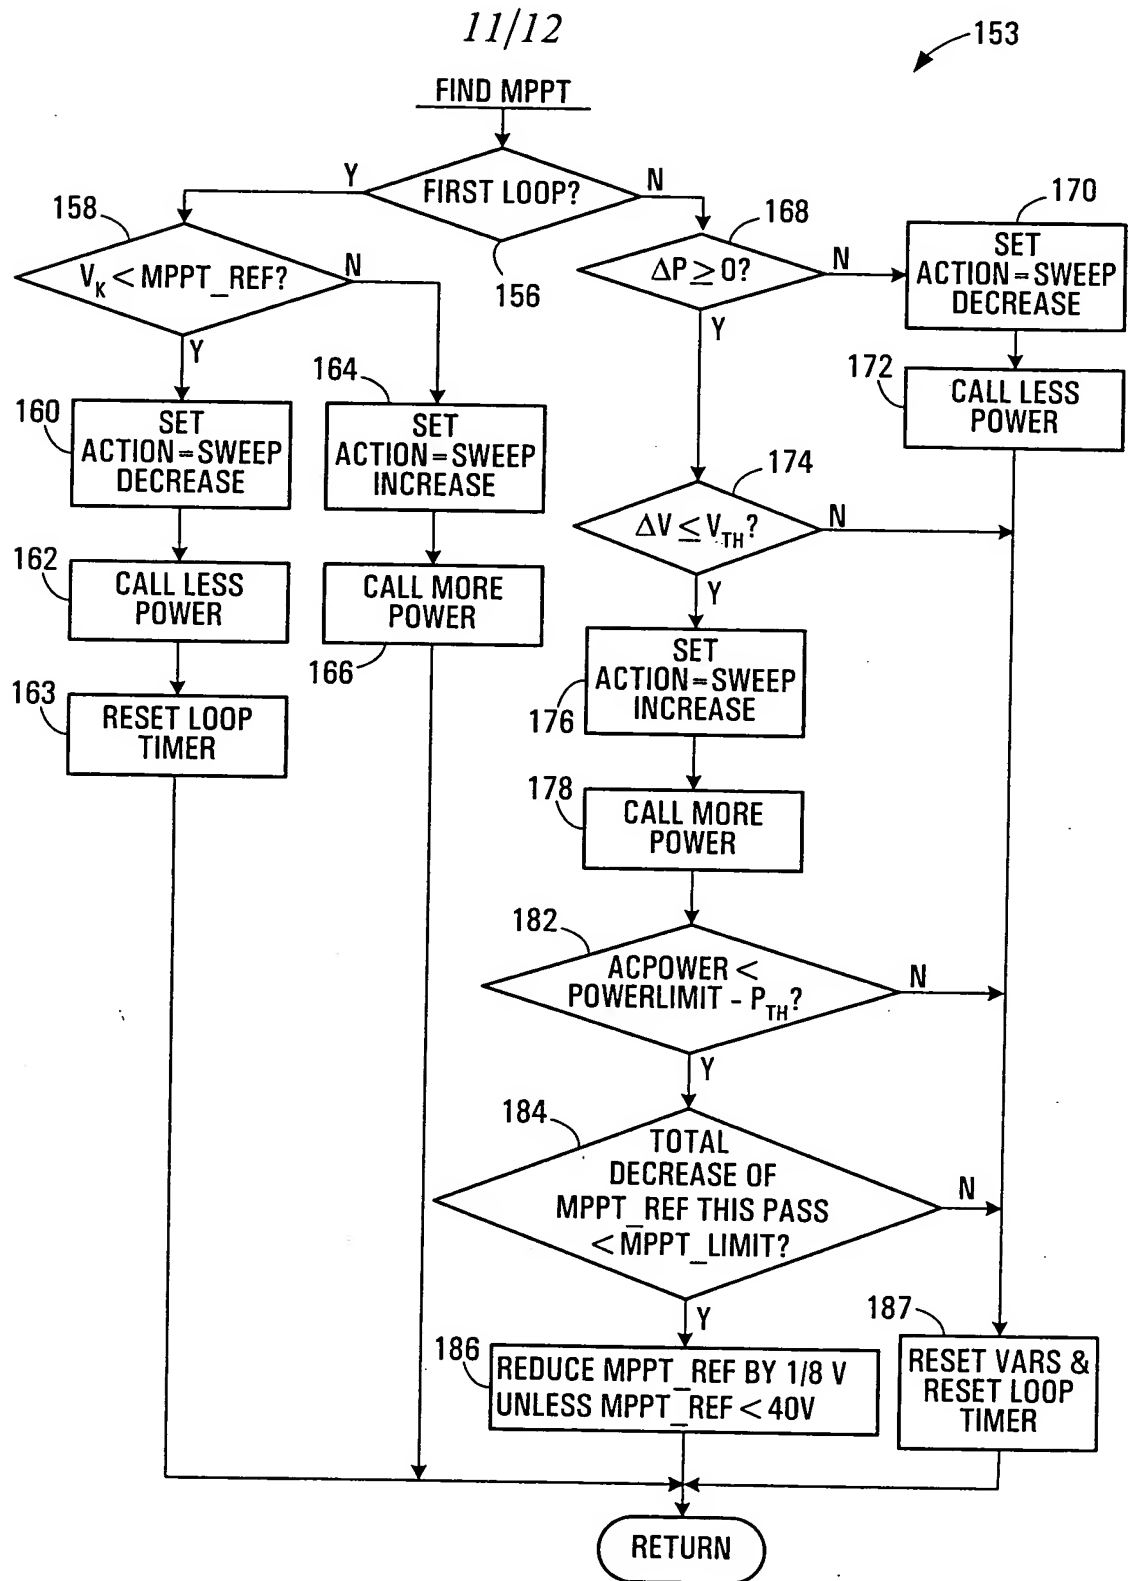 11/12
153
FIND MPPT
FIRST LOOP?
Y
N
156
158
V_K < MPPT_REF?
N
Y
168
ΔP ≥ 0?
N
Y
170
SET
ACTION=SWEEP
DECREASE
172
CALL LESS
POWER
160
SET
ACTION=SWEEP
DECREASE
164
SET
ACTION=SWEEP
INCREASE
162
CALL LESS
POWER
CALL MORE
POWER
166
163
RESET LOOP
TIMER
174
ΔV ≤ V_TH?
N
Y
SET
ACTION=SWEEP
INCREASE
176
178
CALL MORE
POWER
182
ACPOWER <
POWERLIMIT - P_TH?
N
Y
184
TOTAL
DECREASE OF
MPPT_REF THIS PASS
< MPPT_LIMIT?
N
Y
186
REDUCE MPPT_REF BY 1/8 V
UNLESS MPPT_REF < 40V
187
RESET VARS &
RESET LOOP
TIMER
RETURN